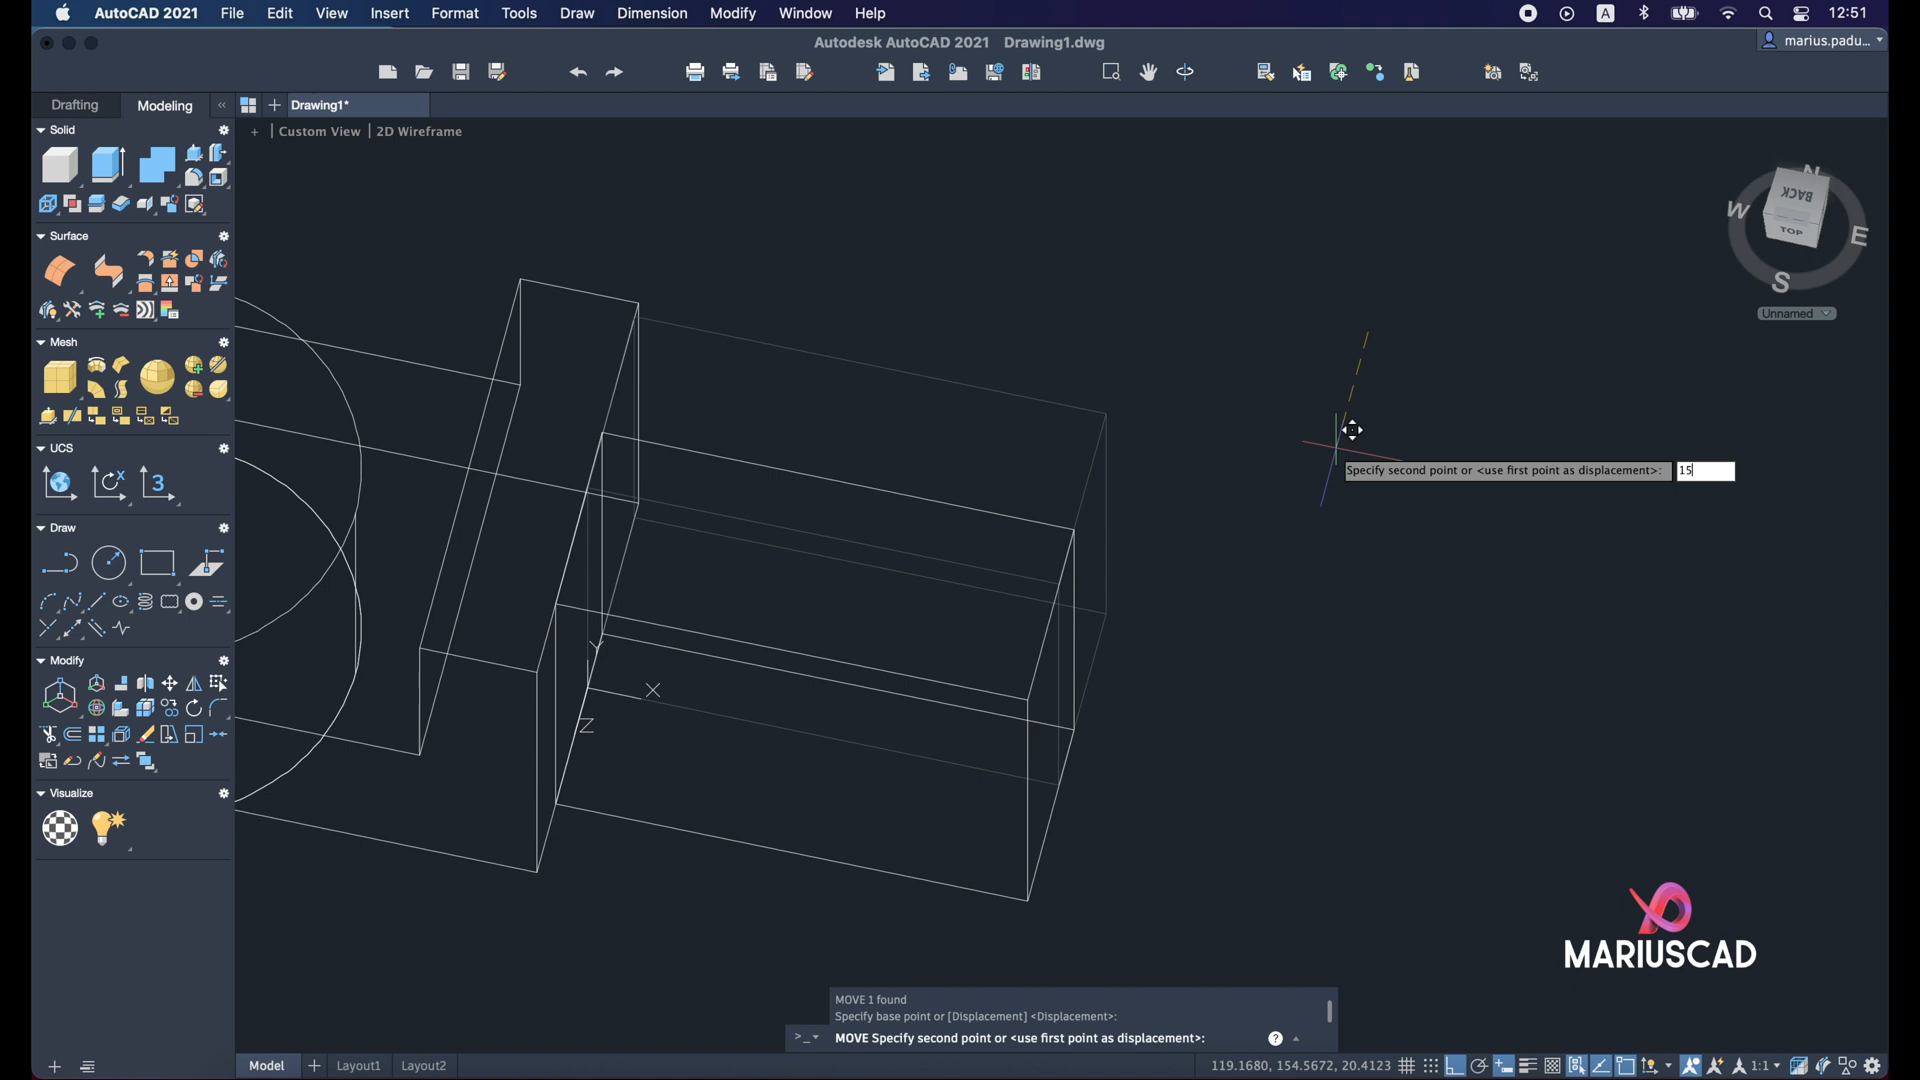 AutoCAD 2021 File Edit View Insert Format Tools Draw Dimension Modify Window Help A 12:51
Autodesk AutoCAD 2021 Drawing1.dwg marius.padu...
Drafting Modeling « Drawing1*
Solid
+ | Custom View | 2D Wireframe
N
BACK
W
TOP
E
S
Unnamed
Surface
Mesh
UCS
X
3
Specify second point or <use first point as displacement>: 15
Draw
Y
X
Z
Modify
Visualize
MARIUSCAD
MOVE 1 found
Specify base point or [Displacement] <Displacement>:
>_ MOVE Specify second point or <use first point as displacement>: ?
Model + Layout1 Layout2 119.1680, 154.5672, 20.4123 1:1